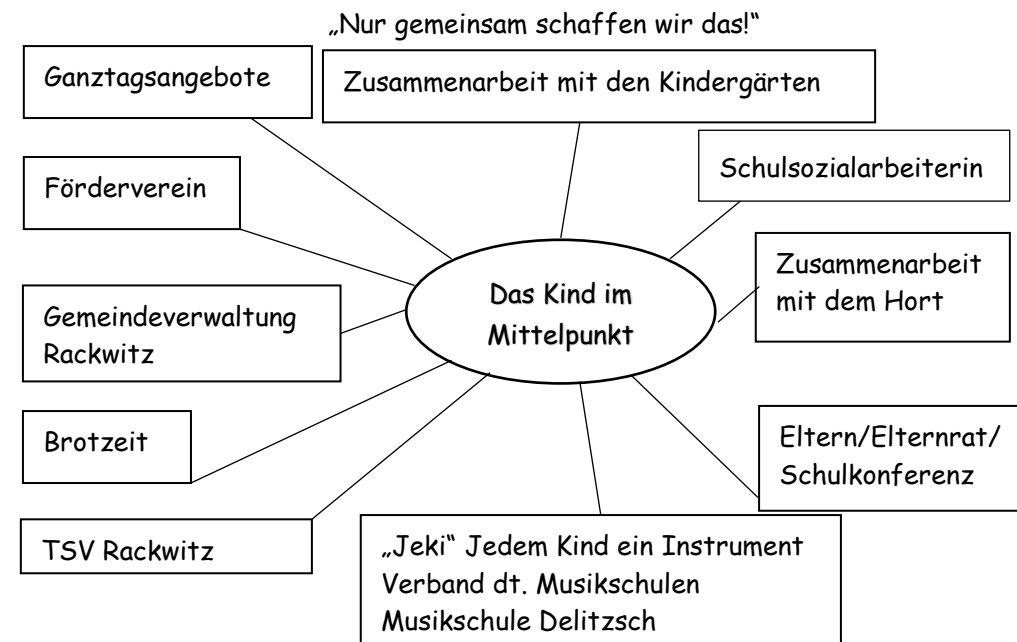 „Nur gemeinsam schaffen wir das!“
Ganztagsangebote
Zusammenarbeit mit den Kindergärten
Schulsozialarbeiterin
Förderverein
Zusammenarbeit
mit dem Hort
Das Kind im
Mittelpunkt
Gemeindeverwaltung
Rackwitz
Brotzeit
Eltern/Elternrat/
Schulkonferenz
TSV Rackwitz
„Jeki“ Jedem Kind ein Instrument
Verband dt. Musikschulen
Musikschule Delitzsch